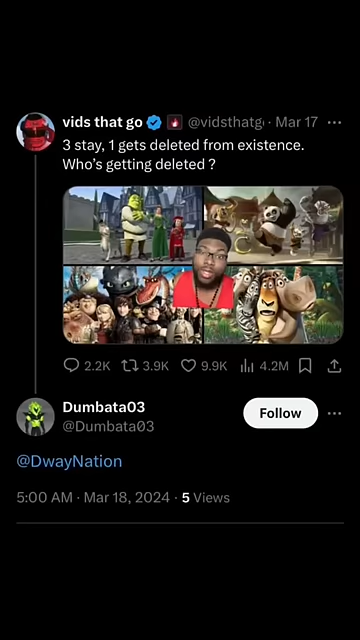 vids that go @vidsthatg · Mar 17
3 stay, 1 gets deleted from existence.
Who's getting deleted ?
2.2K 3.9K 9.9K 4.2M
Dumbata03
@Dumbata03
Follow
@DwayNation
5:00 AM · Mar 18, 2024 · 5 Views